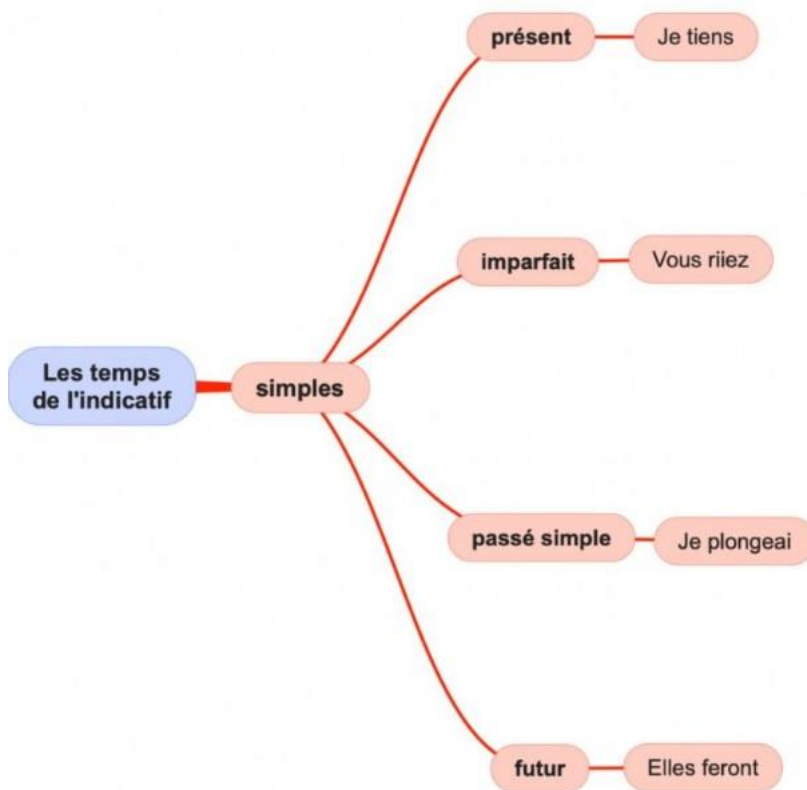 présent
Je tiens
imparfait
Vous riiez
Les temps
de l'indicatif
simples
passé simple
Je plongeai
futur
Elles feront